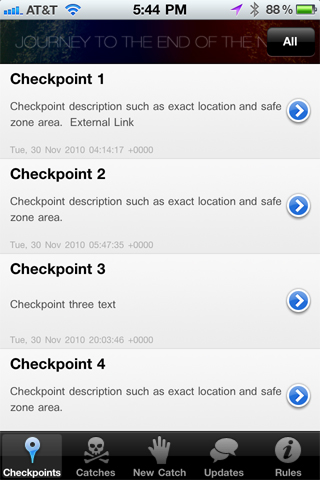 AT&T 5:44 PM 88%
JOURNEY TO THE END OF THE N
All
Checkpoint 1
Checkpoint description such as exact location and safe
zone area.  External Link
Tue, 30 Nov 2010 04:14:17 +0000
Checkpoint 2
Checkpoint description such as exact location and safe
zone area.
Tue, 30 Nov 2010 05:47:35 +0000
Checkpoint 3
Checkpoint three text
Tue, 30 Nov 2010 20:03:46 +0000
Checkpoint 4
Checkpoint description such as exact location and safe
zone area.
Checkpoints Catches New Catch Updates Rules